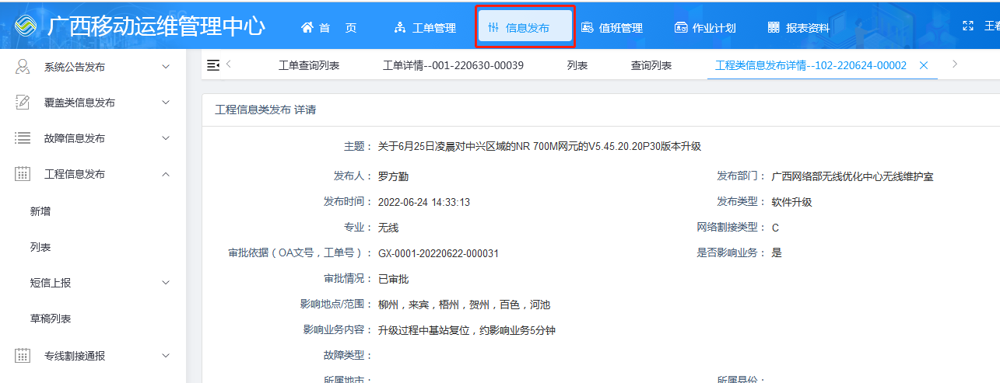 广西移动运维管理中心
首 页
工单管理
信息发布
值班管理
作业计划
报表资料
系统公告发布
覆盖类信息发布
故障信息发布
工程信息发布
新增
列表
短信上报
草稿列表
专线割接通报
工单查询列表
工单详情--001-220630-00039
列表
查询列表
工程类信息发布详情--102-220624-00002
工程信息类发布 详请
主题： 关于6月25日凌晨对中兴区域的NR 700M网元的V5.45.20.20P30版本升级
发布人： 罗方勤
发布部门： 广西网络部无线优化中心无线维护室
发布时间： 2022-06-24 14:33:13
发布类型： 软件升级
专业： 无线
网络割接类型： C
审批依据（OA文号，工单号）： GX-0001-20220622-000031
是否影响业务： 是
审批情况： 已审批
影响地点/范围： 柳州，来宾，梧州，贺州，百色，河池
影响业务内容： 升级过程中基站复位，约影响业务5分钟
故障类型：
所属地市：
所属县份：